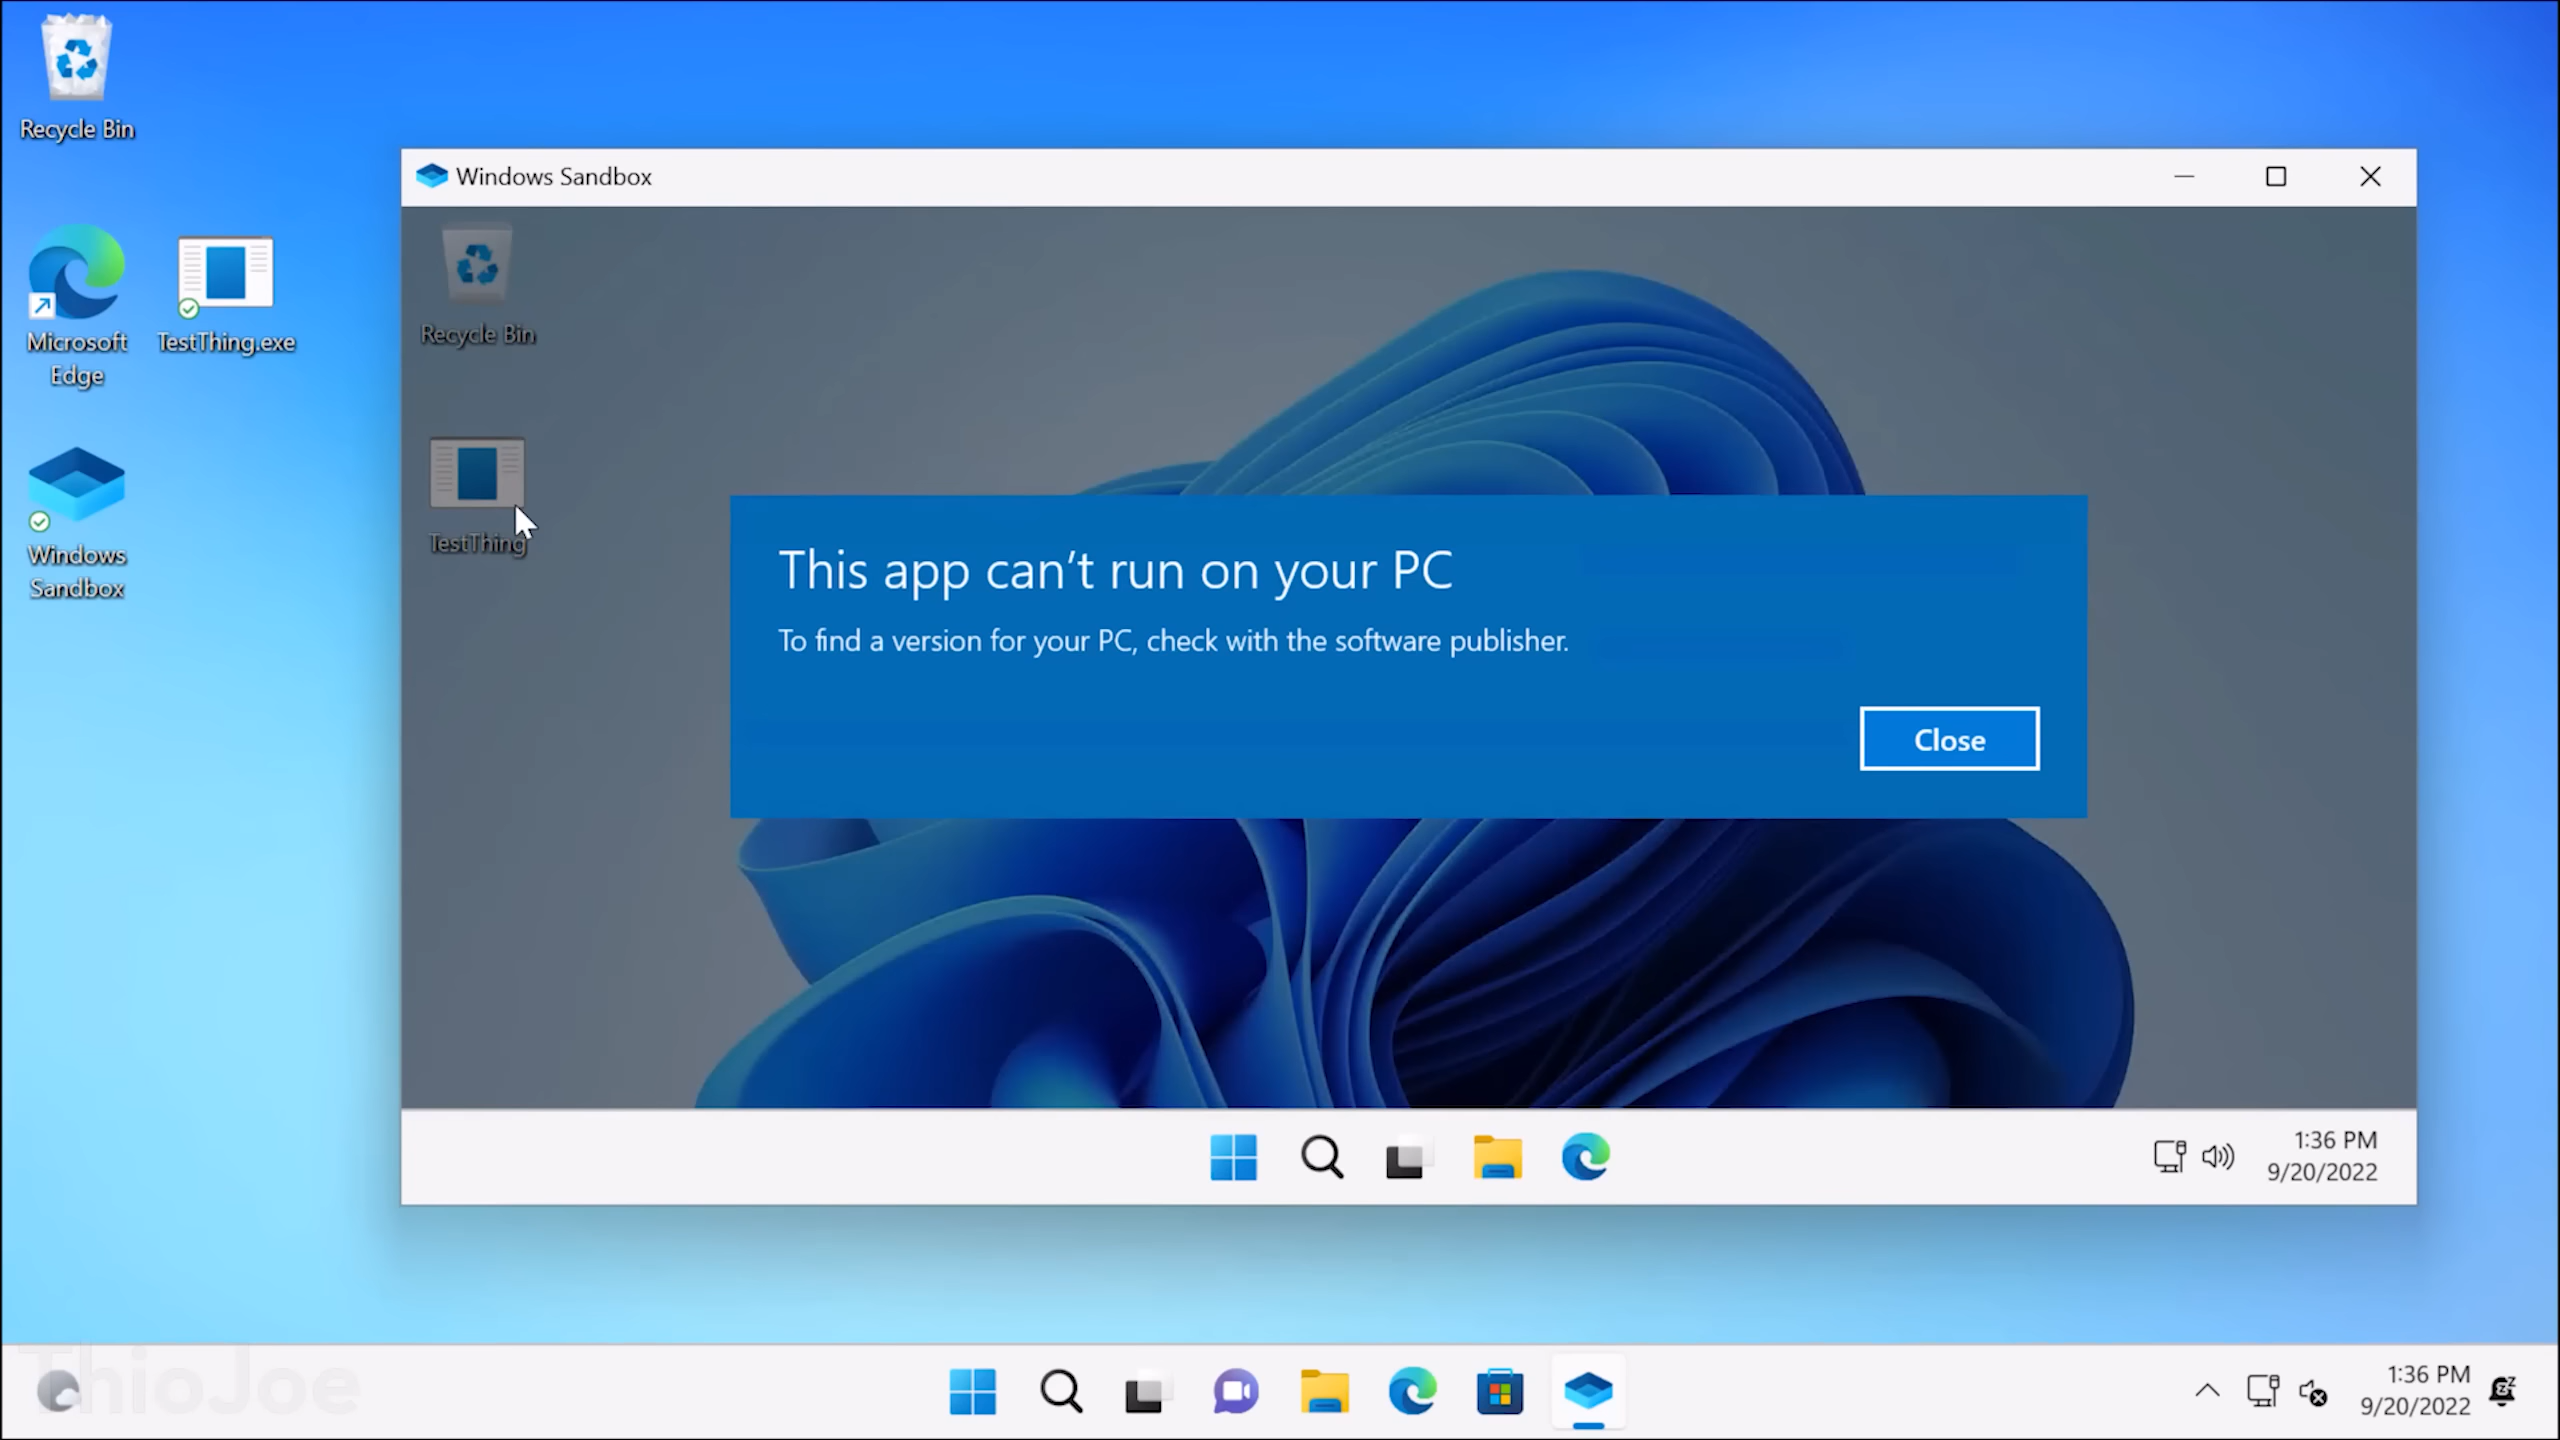 Recycle Bin
Microsoft
Edge
TestThing.exe
Windows
Sandbox
Windows Sandbox
Recycle Bin
TestThing
This app can’t run on your PC
To find a version for your PC, check with the software publisher.
Close
1:36 PM
9/20/2022
ThioJoe
1:36 PM
9/20/2022